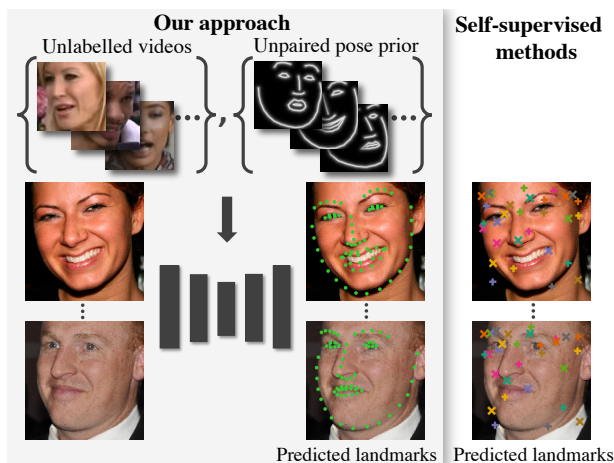 Our approach
Unlabelled videos
Unpaired pose prior
Self-supervised
methods
Predicted landmarks
Predicted landmarks